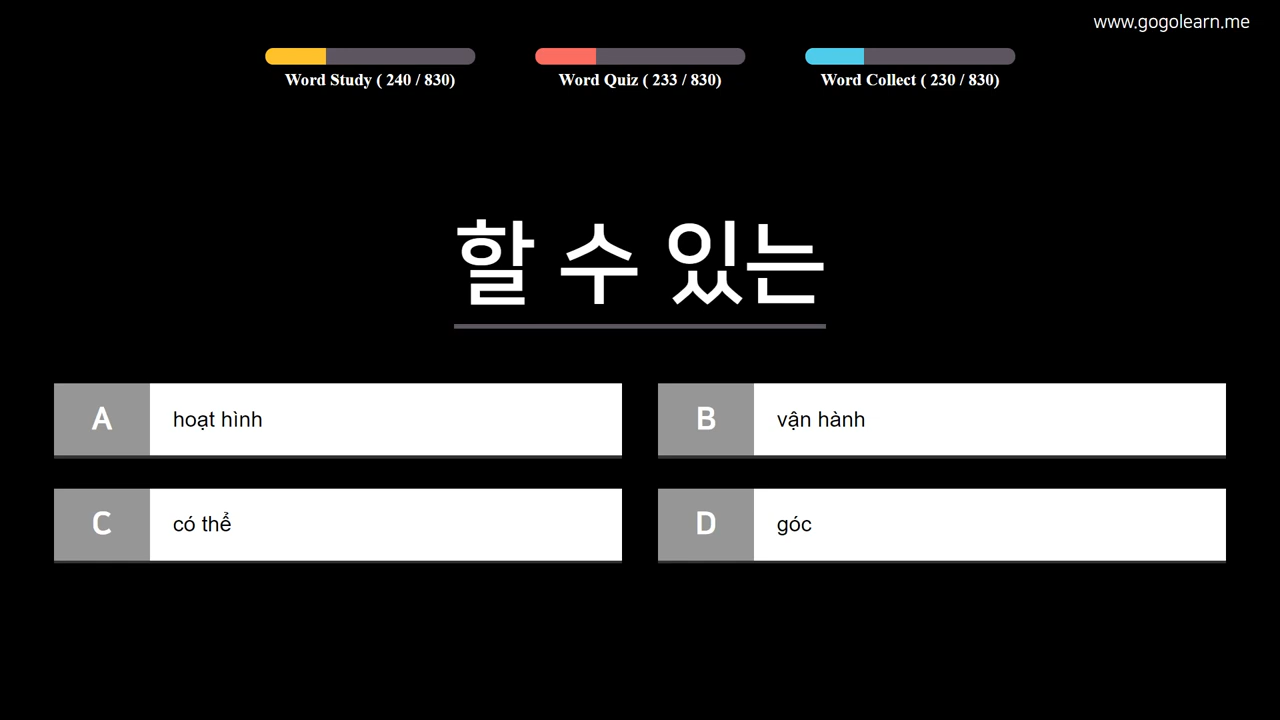 www.gogolearn.me
Word Study ( 240 / 830)
Word Quiz ( 233 / 830)
Word Collect ( 230 / 830)
할 수 있는
A hoạt hình
B vận hành
C có thể
D góc